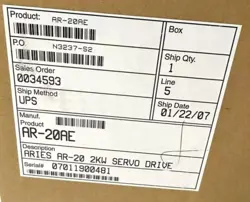 Product: AR-20AE
Box
P.O
N3237-S2
Ship Qty.
1
Sales Order
0034593
Line
5
Ship Method
UPS
Ship Date
01/22/07
Manuf.
Product
AR-20AE
Description
ARIES AR-20 2KW SERVO DRIVE
Serial# 07011900481